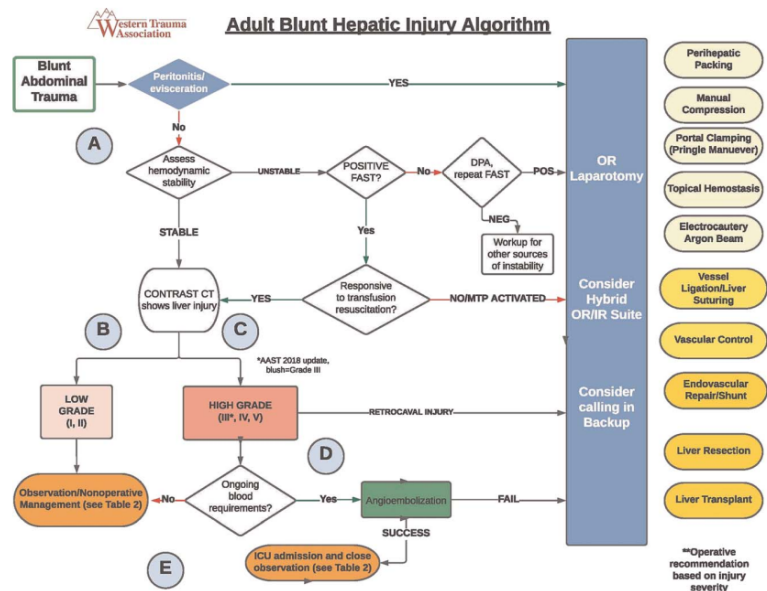 Western Trauma
Association
Adult Blunt Hepatic Injury Algorithm
Blunt
Abdominal
Trauma
Peritonitis/
evisceration
YES
No
A
Assess
hemodynamic
stability
UNSTABLE
POSITIVE
FAST?
No
DPA,
repeat FAST
POS
OR
Laparotomy
STABLE
Yes
NEG
Workup for
other sources
of instability
CONTRAST CT
shows liver injury
YES
Responsive
to transfusion
resuscitation?
NO/MTP ACTIVATED
Consider
Hybrid
OR/IR Suite
B
C
*AAST 2018 update,
blush=Grade III
LOW
GRADE
(I, II)
HIGH GRADE
(III*, IV, V)
RETROCAVAL INJURY
Consider
calling in
Backup
D
Observation/Nonoperative
Management (see Table 2)
No
Ongoing
blood
requirements?
Yes
Angioembolization
FAIL
SUCCESS
E
ICU admission and close
observation (see Table 2)
Perihepatic
Packing
Manual
Compression
Portal Clamping
(Pringle Manuever)
Topical Hemostasis
Electrocautery
Argon Beam
Vessel
Ligation/Liver
Suturing
Vascular Control
Endovascular
Repair/Shunt
Liver Resection
Liver Transplant
**Operative
recommendation
based on injury
severity